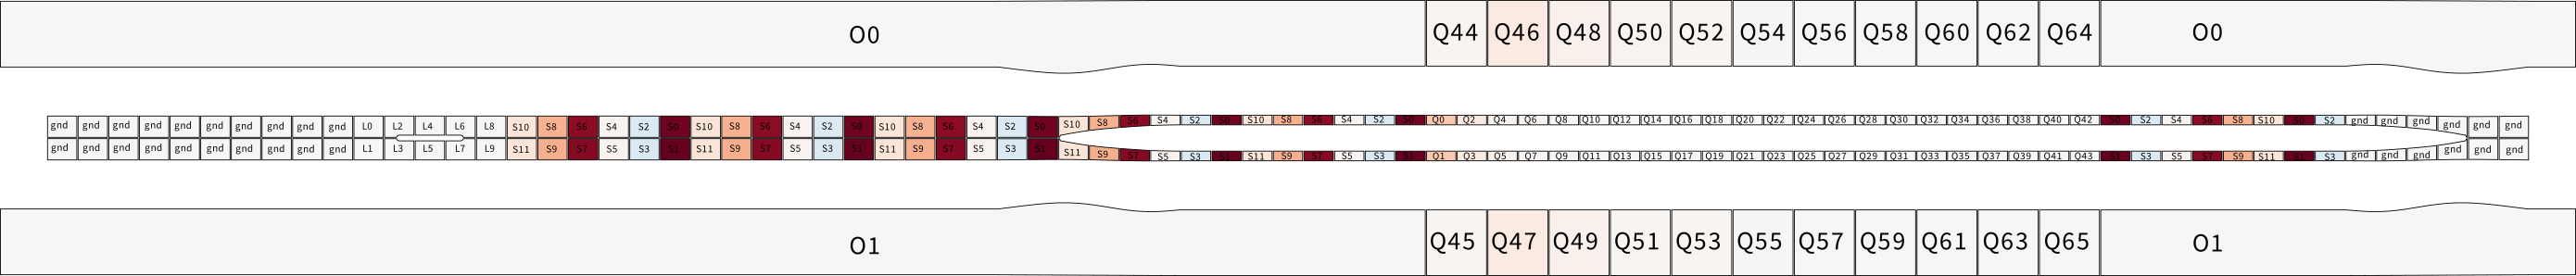 O0 Q44 Q46 Q48 Q50 Q52 Q54 Q56 Q58 Q60 Q62 Q64 O0
gnd gnd gnd gnd gnd gnd gnd gnd gnd gnd L0 L2 L4 L6 L8 S10 S8 S6 S4 S2 S0 S10 S8 S6 S4 S2 S0 S10 S8 S6 S4 S2 S0 S10 S8 S6 S4 S2 S0 S10 S8 S6 S4 S2 S0 Q0 Q2 Q4 Q6 Q8 Q10 Q12 Q14 Q16 Q18 Q20 Q22 Q24 Q26 Q28 Q30 Q32 Q34 Q36 Q38 Q40 Q42 S0 S2 S4 S6 S8 S10 S0 S2 gnd gnd gnd gnd gnd gnd
gnd gnd gnd gnd gnd gnd gnd gnd gnd gnd L1 L3 L5 L7 L9 S11 S9 S7 S5 S3 S1 S11 S9 S7 S5 S3 S1 S11 S9 S7 S5 S3 S1 S11 S9 S7 S5 S3 S1 S11 S9 S7 S5 S3 S1 Q1 Q3 Q5 Q7 Q9 Q11 Q13 Q15 Q17 Q19 Q21 Q23 Q25 Q27 Q29 Q31 Q33 Q35 Q37 Q39 Q41 Q43 S1 S3 S5 S7 S9 S11 S1 S3 gnd gnd gnd gnd gnd gnd
O1 Q45 Q47 Q49 Q51 Q53 Q55 Q57 Q59 Q61 Q63 Q65 O1